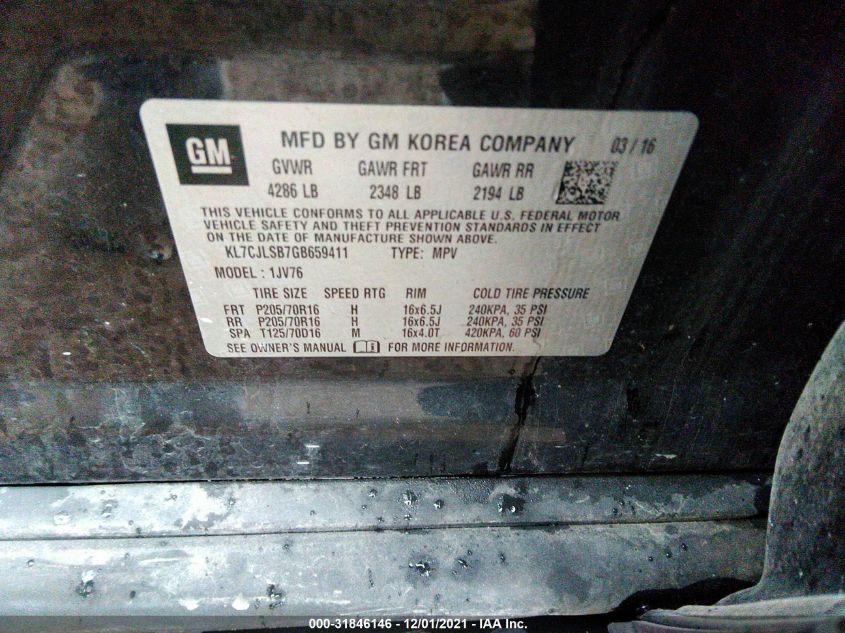 GM MFD BY GM KOREA COMPANY 03 / 16
GVWR GAWR FRT GAWR RR
4286 LB 2348 LB 2194 LB
THIS VEHICLE CONFORMS TO ALL APPLICABLE U.S. FEDERAL MOTOR
VEHICLE SAFETY AND THEFT PREVENTION STANDARDS IN EFFECT
ON THE DATE OF MANUFACTURE SHOWN ABOVE.
KL7CJLSB7GB659411 TYPE: MPV
MODEL : 1JV76
TIRE SIZE SPEED RTG RIM COLD TIRE PRESSURE
FRT P205/70R16 H 16x6.5J 240KPA, 35 PSI
RR P205/70R16 H 16x6.5J 240KPA, 35 PSI
SPA T125/70D16 M 16x4.0T 420KPA, 60 PSI
SEE OWNER'S MANUAL FOR MORE INFORMATION.
000-31846146 - 12/01/2021 - IAA Inc.